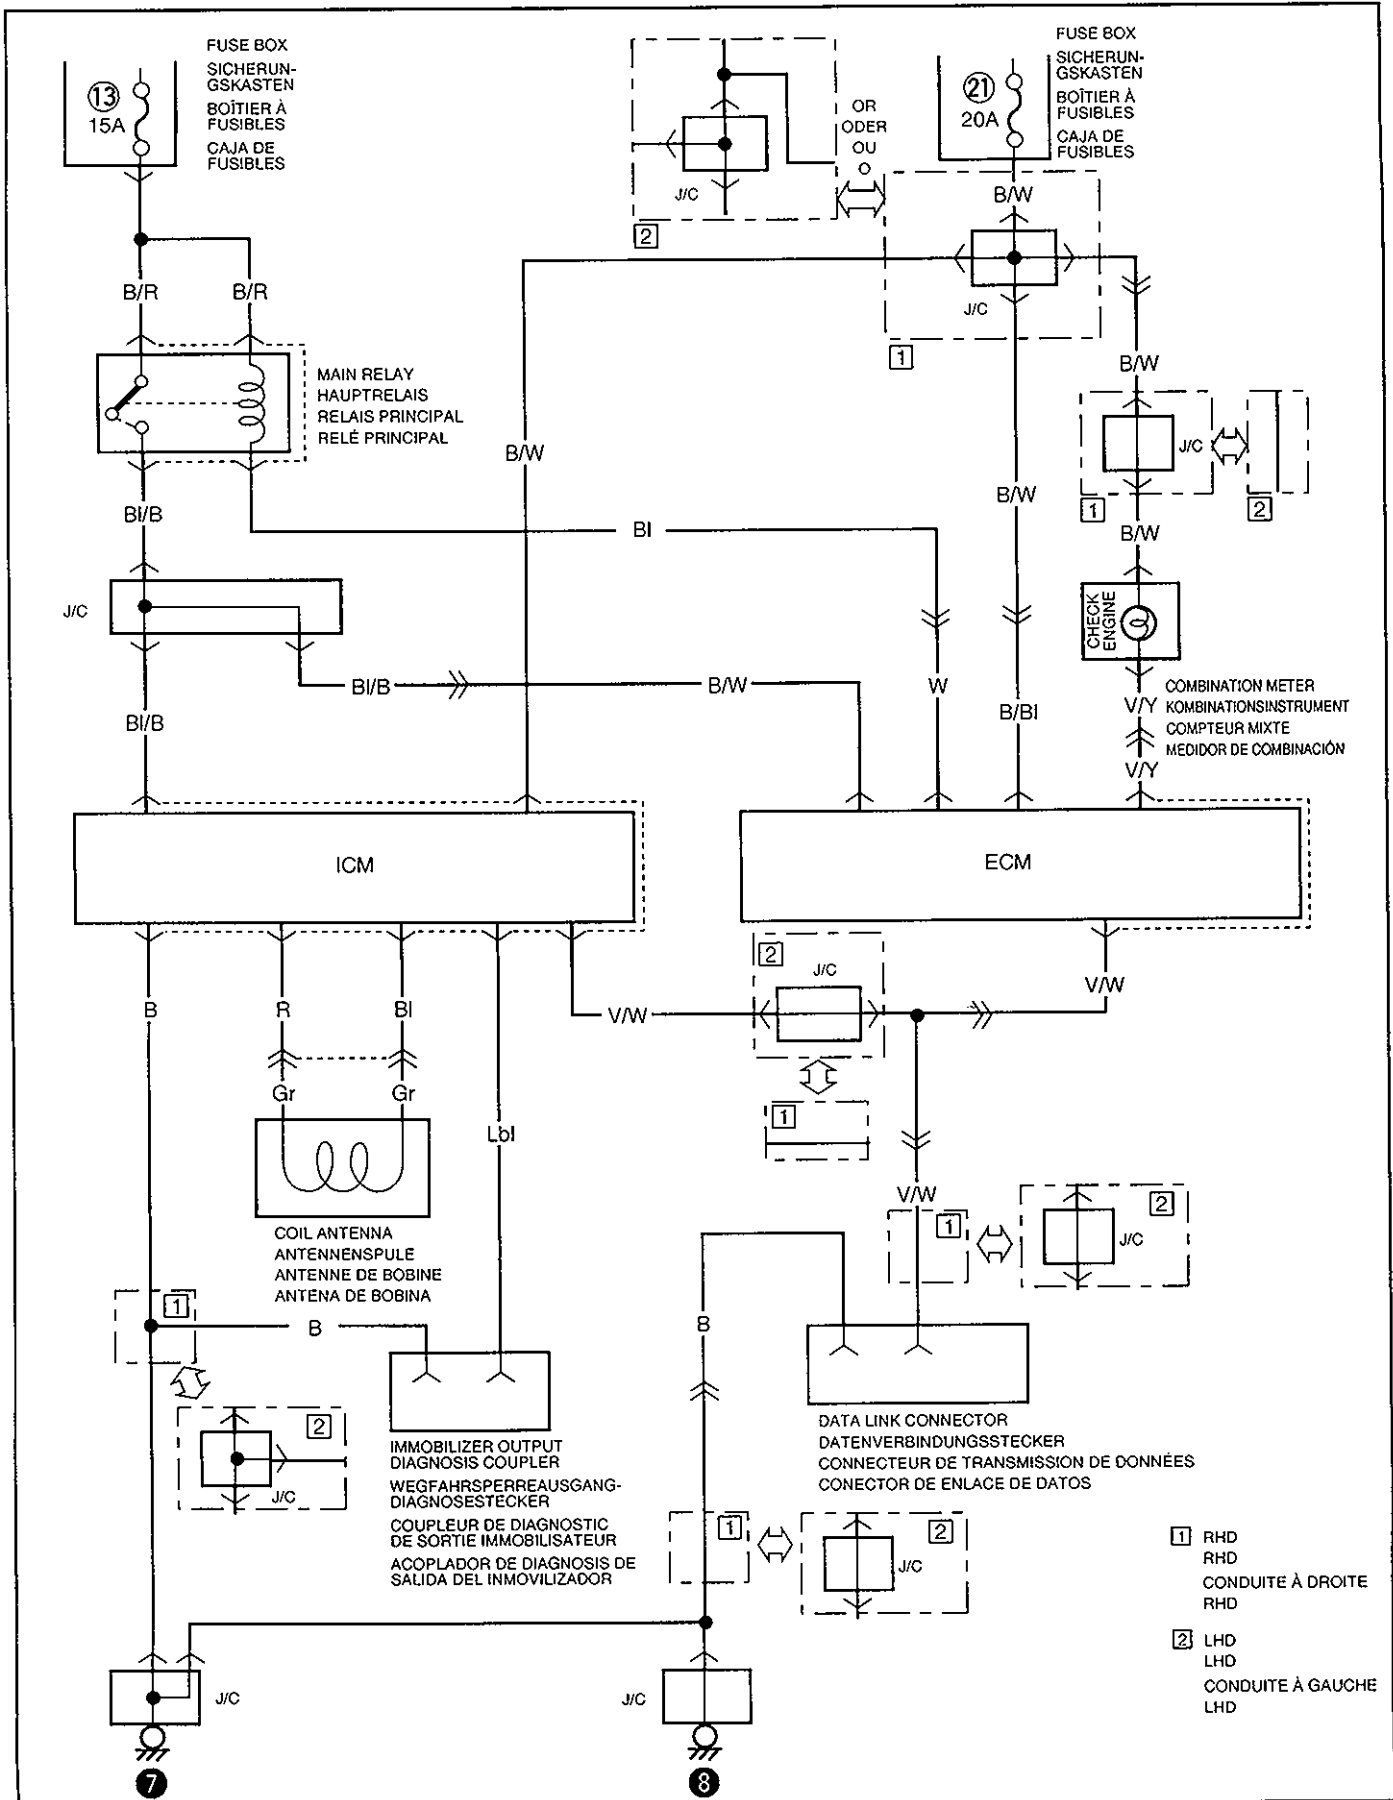 FUSE BOX
SICHERUN-
GSKASTEN
BOÎTIER À
FUSIBLES
CAJA DE
FUSIBLES
13
15A
OR
ODER
OU
O
J/C
2
FUSE BOX
SICHERUN-
GSKASTEN
BOÎTIER À
FUSIBLES
CAJA DE
FUSIBLES
21
20A
B/W
J/C
1
B/R
B/R
MAIN RELAY
HAUPTRELAIS
RELAIS PRINCIPAL
RELÉ PRINCIPAL
B/W
B/W
B/W
J/C
1
2
B/W
Bl/B
Bl
J/C
CHECK
ENGINE
Bl/B
B/W
W
B/Bl
Bl/B
V/Y
V/Y
COMBINATION METER
KOMBINATIONSINSTRUMENT
COMPTEUR MIXTE
MEDIDOR DE COMBINACIÓN
ICM
ECM
2
J/C
V/W
B
R
Bl
V/W
Gr
Gr
1
Lbl
V/W
COIL ANTENNA
ANTENNENSPULE
ANTENNE DE BOBINE
ANTENA DE BOBINA
1
2
J/C
1
B
B
2
J/C
IMMOBILIZER OUTPUT
DIAGNOSIS COUPLER
WEGFAHRSPERREAUSGANG-
DIAGNOSESTECKER
COUPLEUR DE DIAGNOSTIC
DE SORTIE IMMOBILISATEUR
ACOPLADOR DE DIAGNOSIS DE
SALIDA DEL INMOVILIZADOR
DATA LINK CONNECTOR
DATENVERBINDUNGSSTECKER
CONNECTEUR DE TRANSMISSION DE DONNÉES
CONECTOR DE ENLACE DE DATOS
1
2
J/C
1 RHD
RHD
CONDUITE À DROITE
RHD
2 LHD
LHD
CONDUITE À GAUCHE
LHD
J/C
J/C
7
8